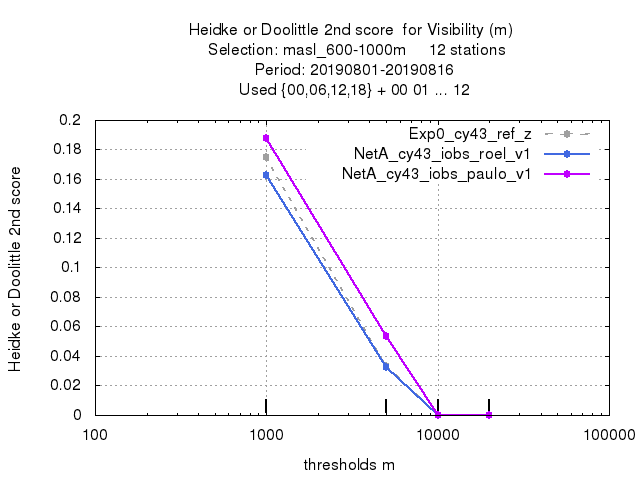 Heidke or Doolittle 2nd score  for Visibility (m)
Selection: masl_600-1000m     12 stations
Period: 20190801-20190816
Used {00,06,12,18} + 00 01 ... 12
Exp0_cy43_ref_z
NetA_cy43_iobs_roel_v1
NetA_cy43_iobs_paulo_v1
Heidke or Doolittle 2nd score
0.2
0.18
0.16
0.14
0.12
0.1
0.08
0.06
0.04
0.02
0
100 1000 10000 100000
thresholds m